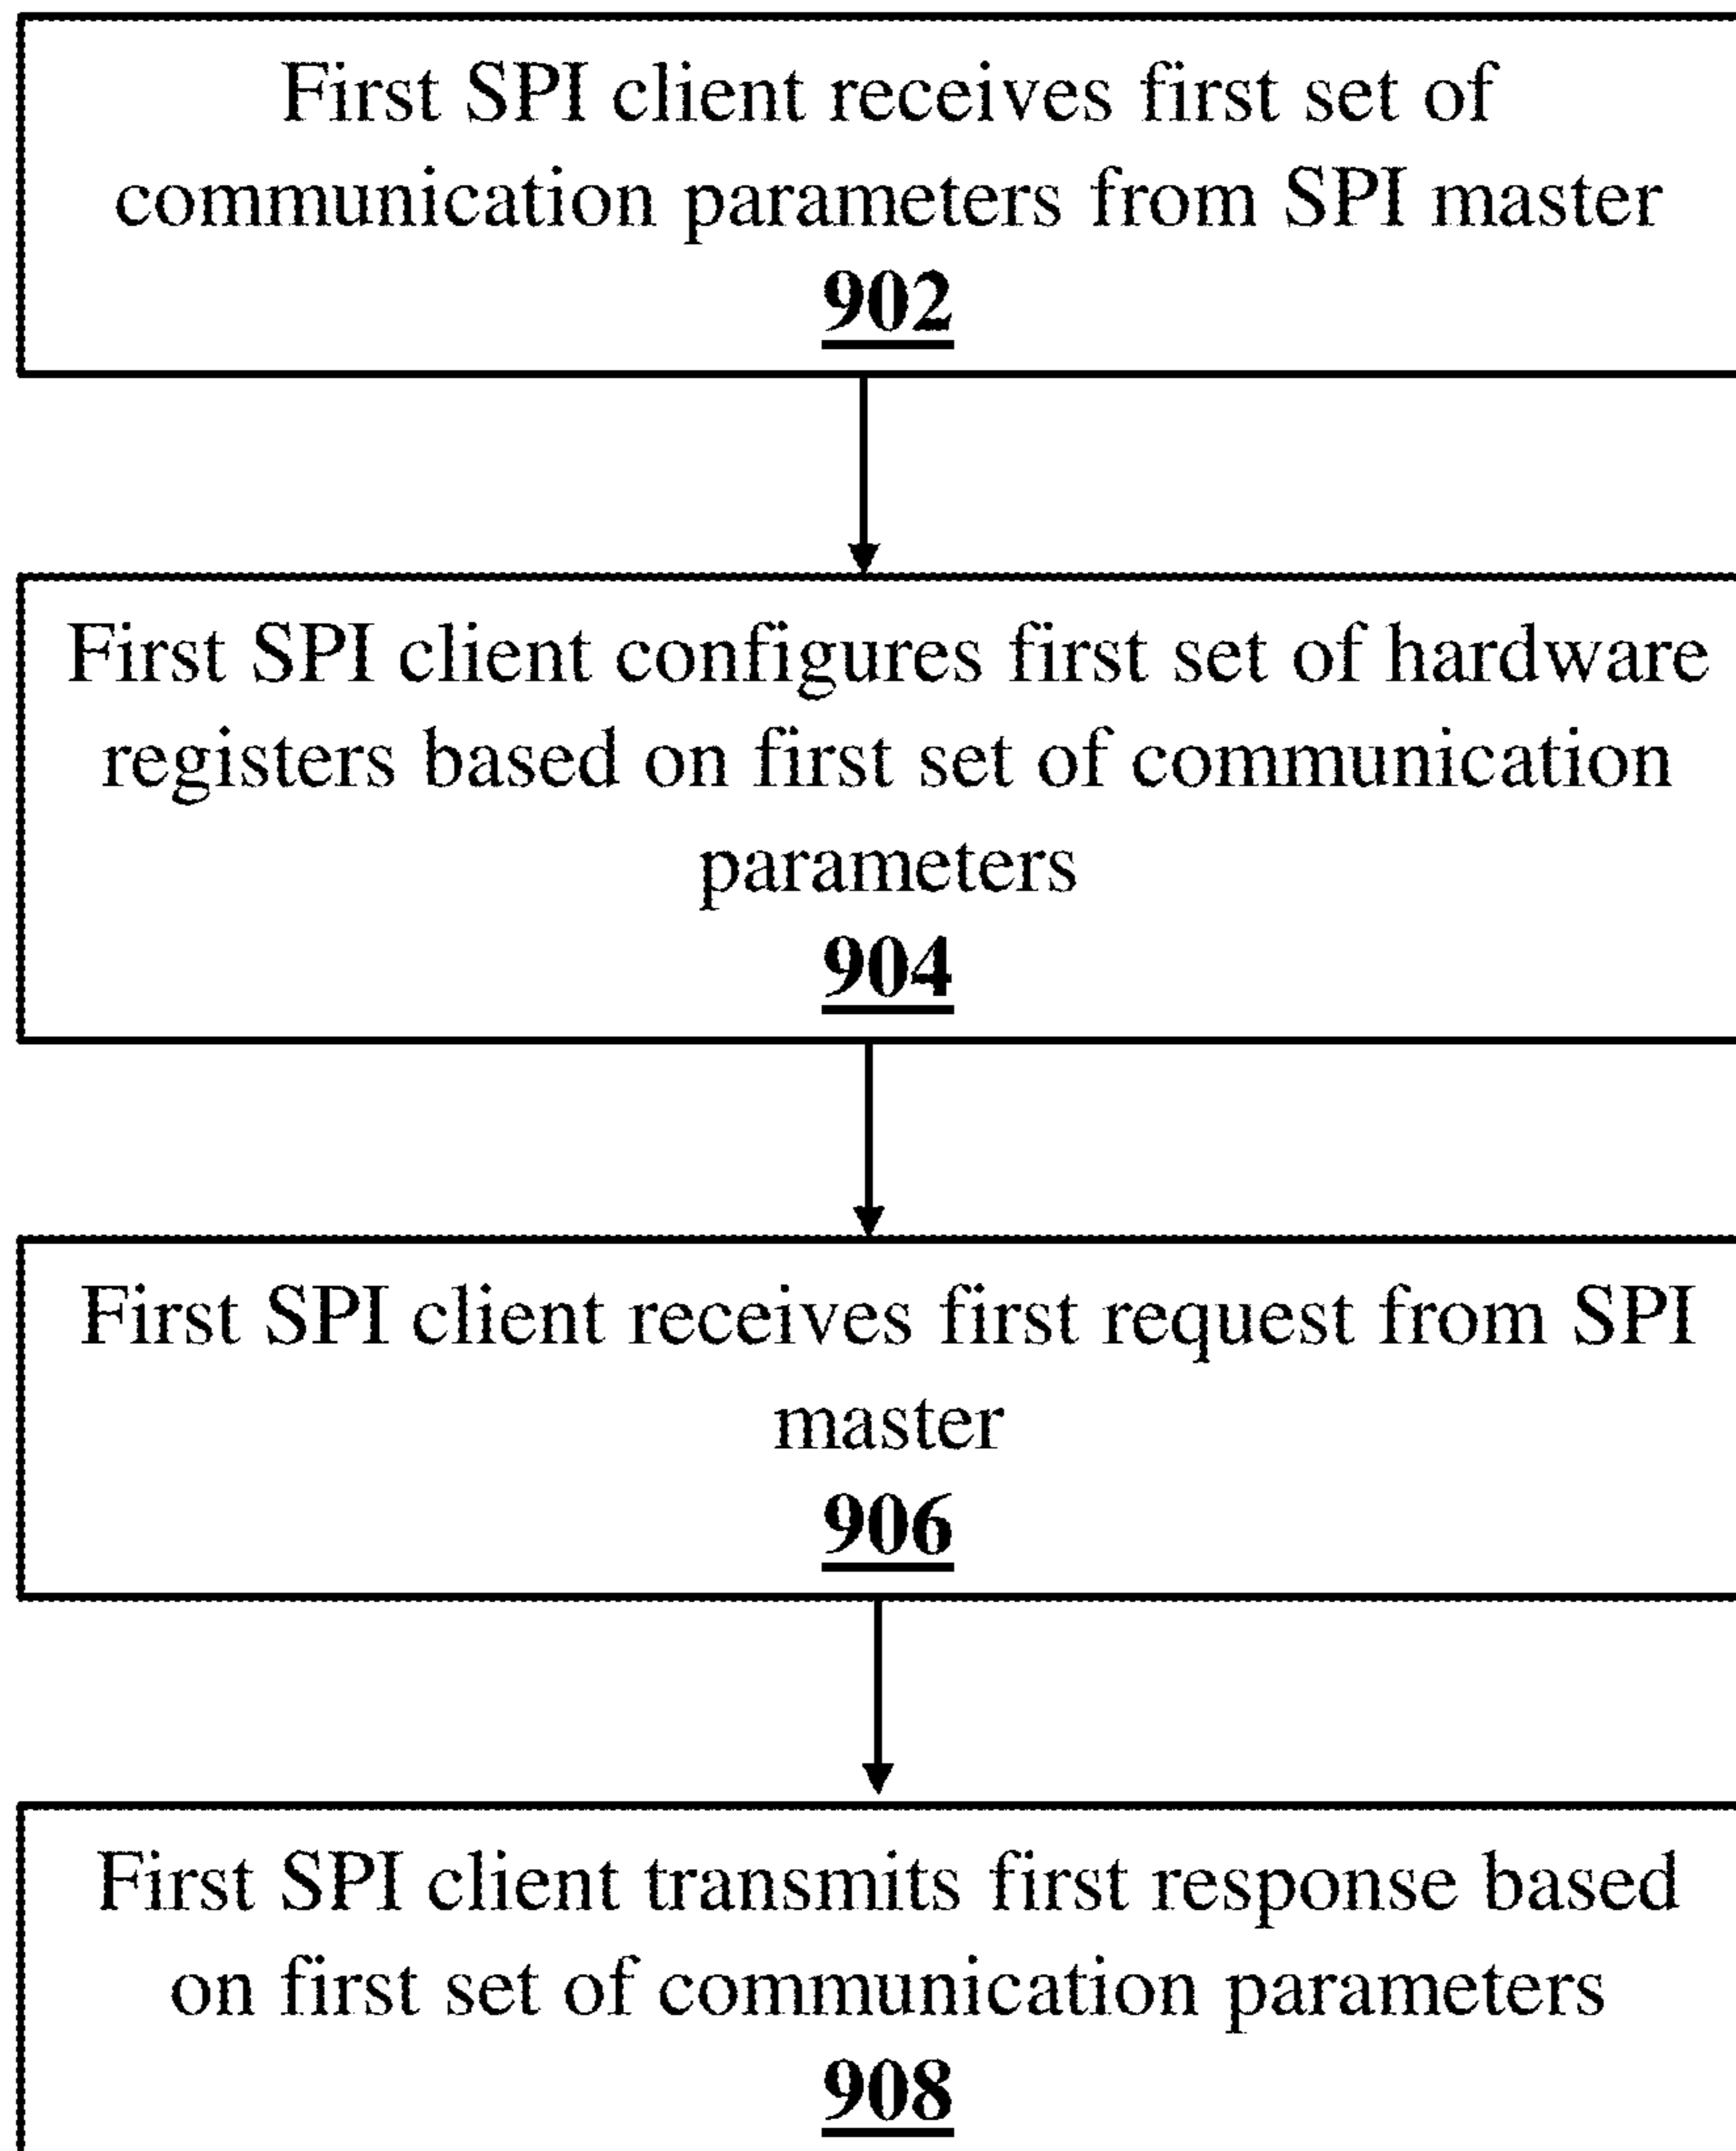 First SPI client receives first set of
communication parameters from SPI master
902
First SPI client configures first set of hardware
registers based on first set of communication
parameters
904
First SPI client receives first request from SPI
master
906
First SPI client transmits first response based
on first set of communication parameters
908